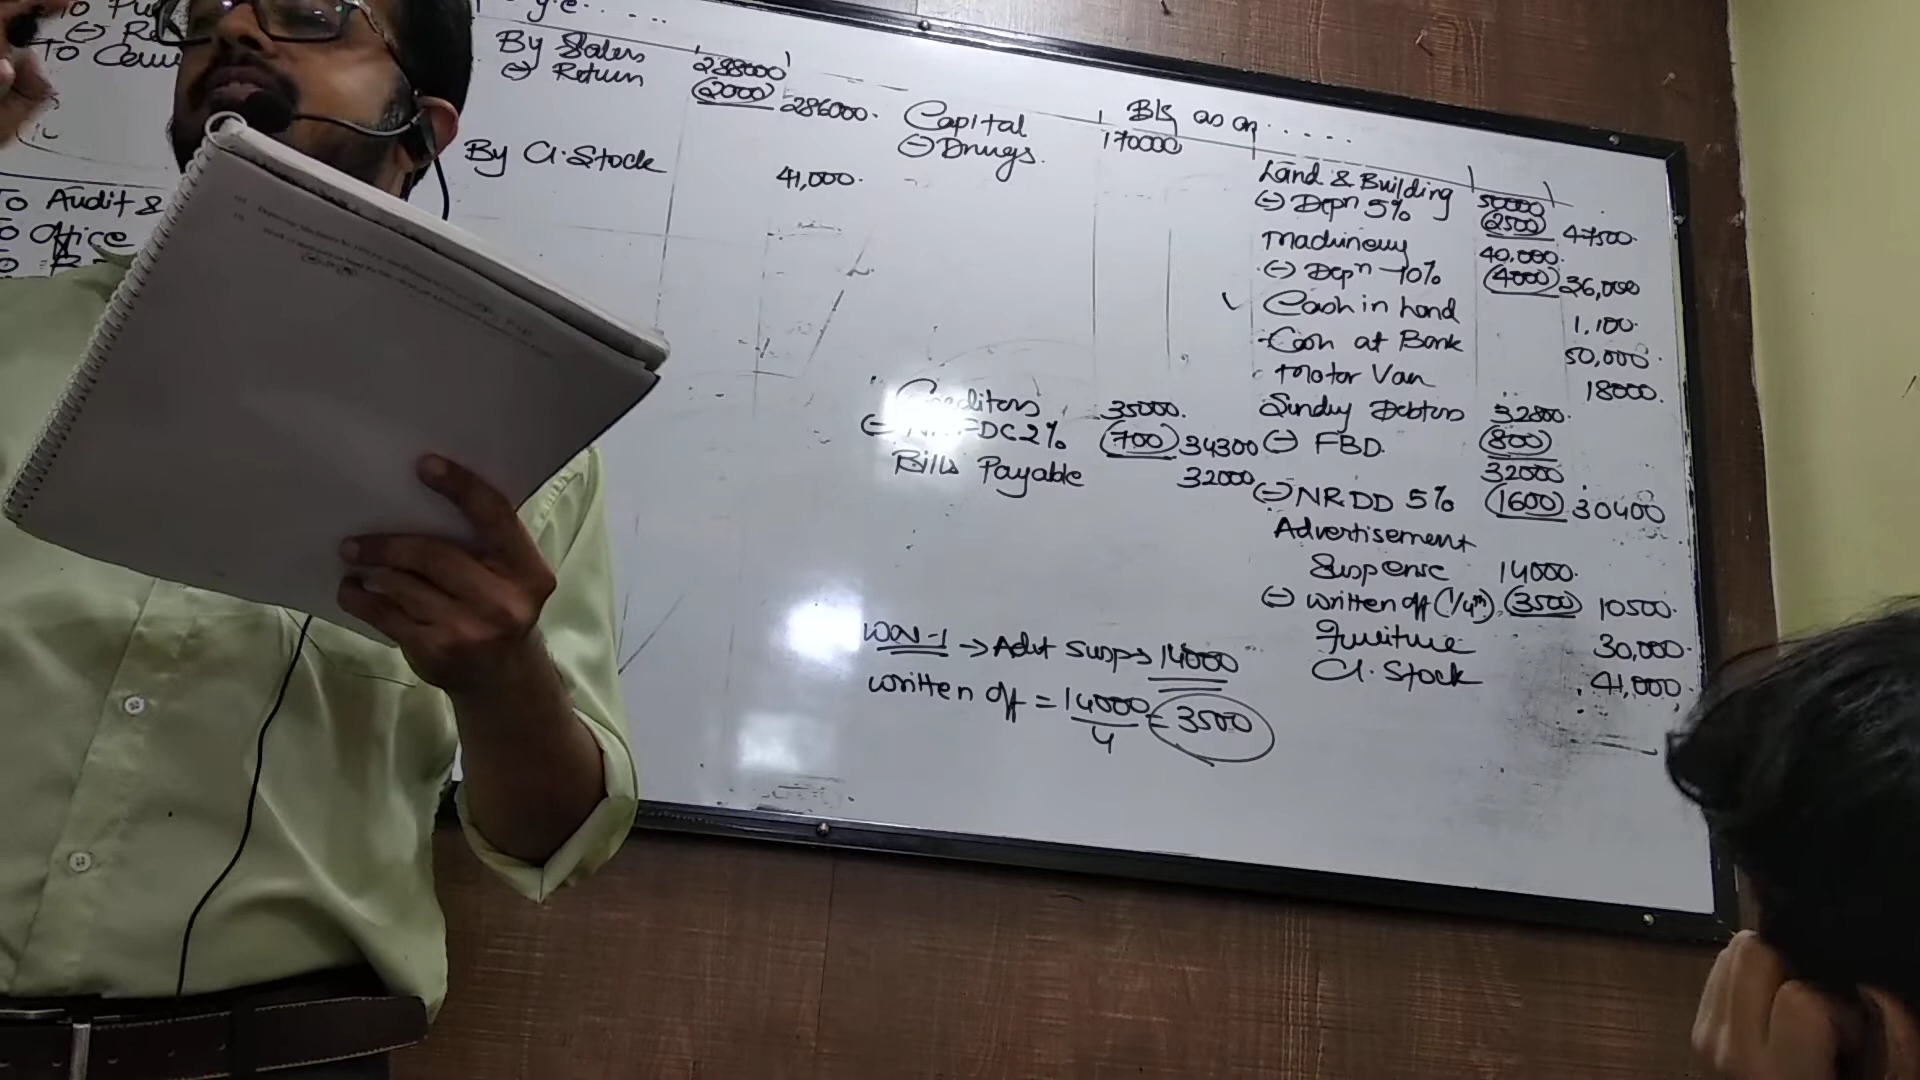 ⊖
To
To Audit &
To Office
y.e......
By Sales 288000
⊖ Return (2000) 286000.
By Cl. Stock 41,000.
B/s as on.....
Capital 170000
⊖ Drwgs.
Creditors 35000.
DC 2% (700) 34300
Bills Payable 32000
Land & Building 50000
⊖ Depn 5% (2500) 47500.
Machinery 40,000.
⊖ Depn - 10% (4000) 36,000
Cash in hand 1,100.
Cash at Bank 50,000.
Motor Van 18000.
Sundry Debtors 32800.
⊖ FBD. (800)
32000
⊖ NRDD 5% (1600) 30400
Advertisement
Suspense 14000.
⊖ written off (1/4th). (3500) 10500.
Furniture 30,000.
Cl. Stock 41,000.
WN-1 → Advt Susps 14000
written off = 14000/4 = 3500